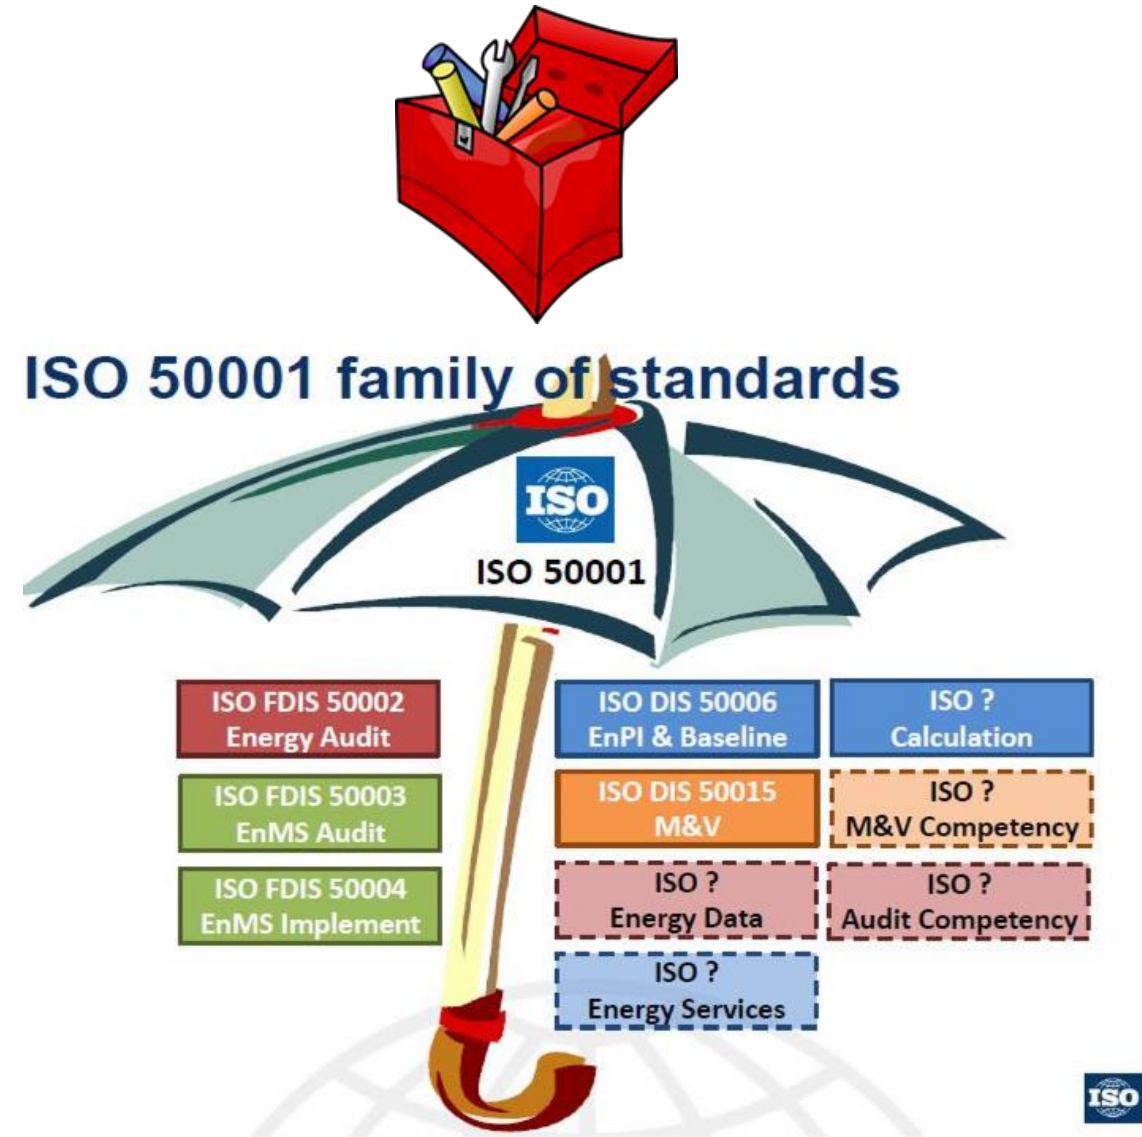 ISO 50001 family of standards
ISO
ISO 50001
ISO FDIS 50002
Energy Audit
ISO FDIS 50003
EnMS Audit
ISO FDIS 50004
EnMS Implement
ISO DIS 50006
EnPI & Baseline
ISO DIS 50015
M&V
ISO ?
Energy Data
ISO ?
Energy Services
ISO ?
Calculation
ISO ?
M&V Competency
ISO ?
Audit Competency
ISO